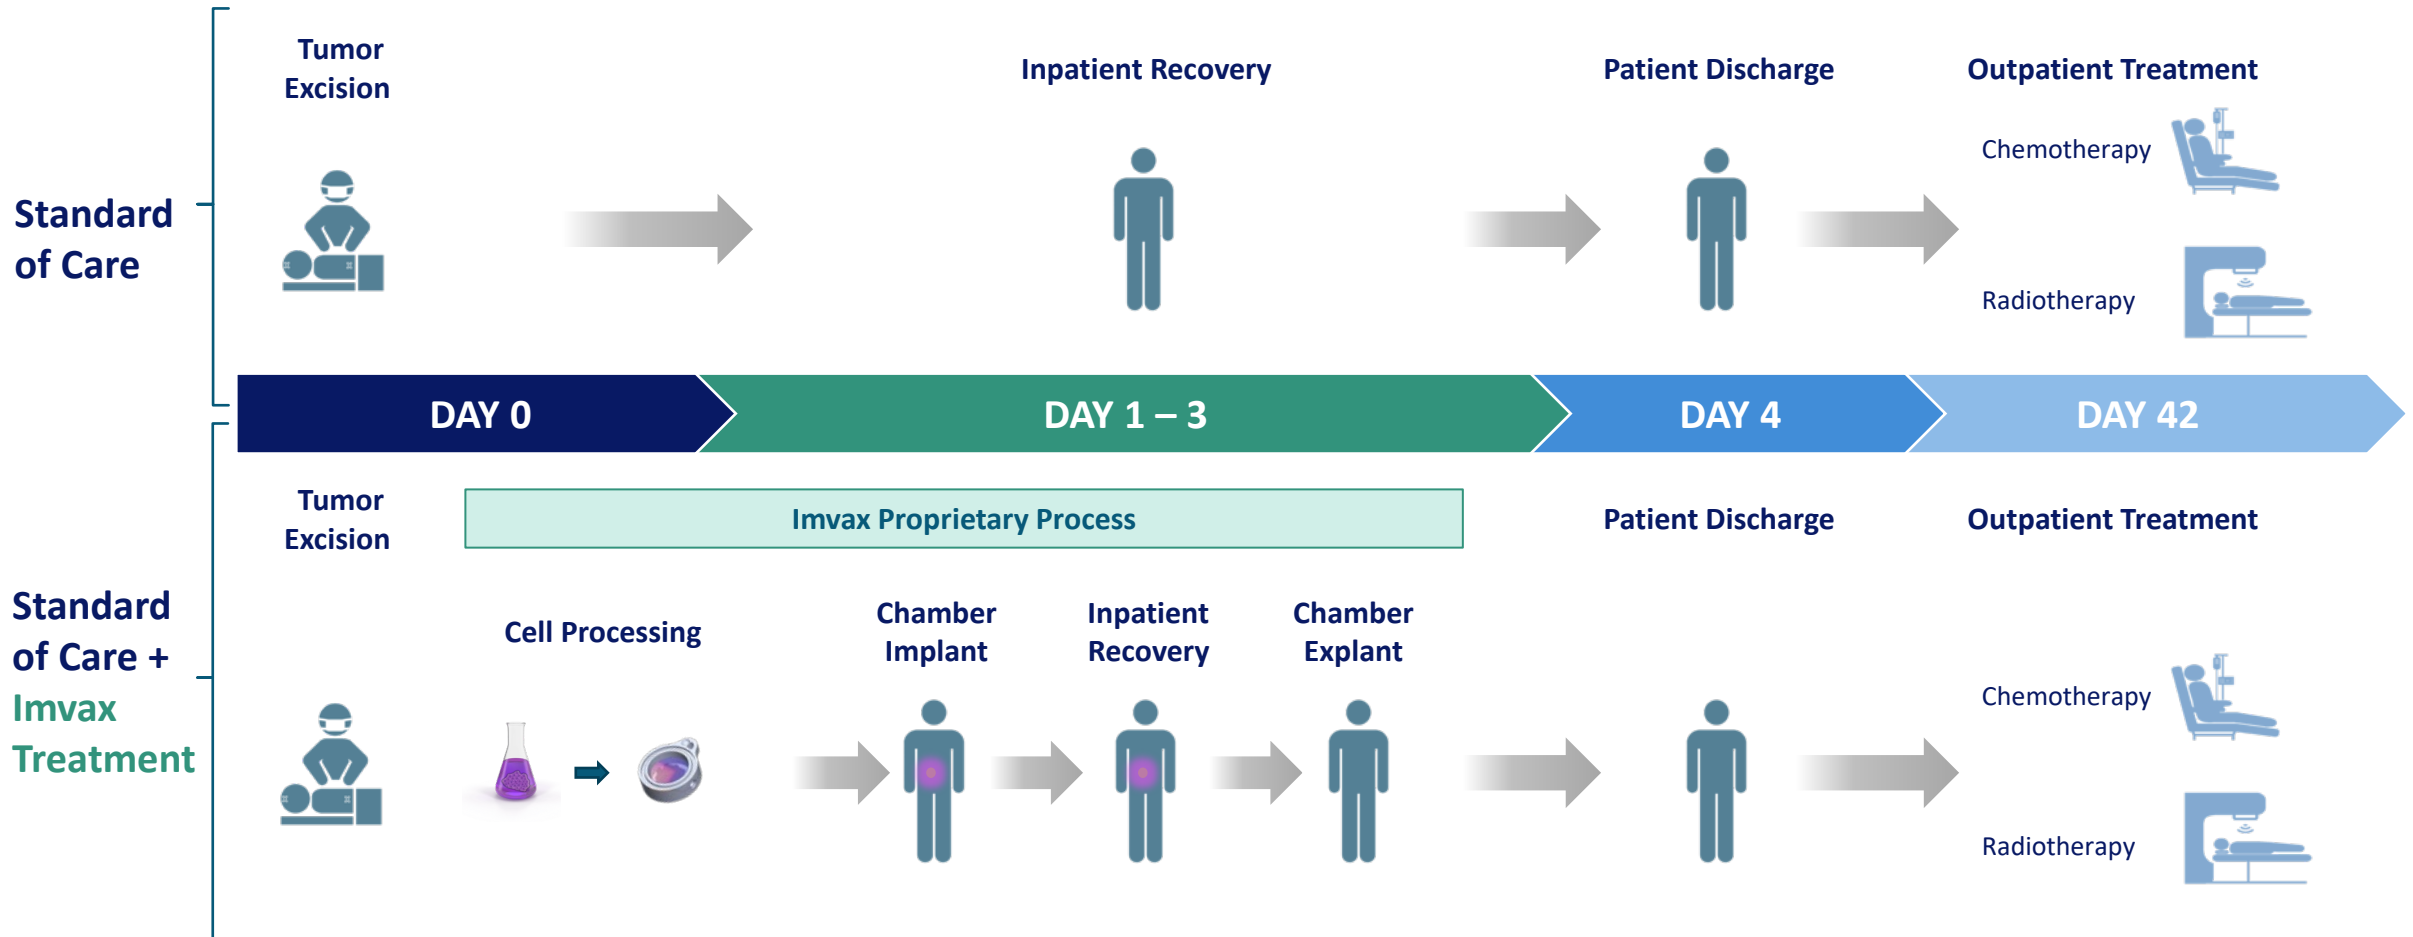 Standard
of Care
Tumor
Excision
Inpatient Recovery
Patient Discharge
Outpatient Treatment
Chemotherapy
Radiotherapy
DAY 0
DAY 1 – 3
DAY 4
DAY 42
Standard
of Care +
Imvax
Treatment
Tumor
Excision
Imvax Proprietary Process
Patient Discharge
Outpatient Treatment
Cell Processing
Chamber
Implant
Inpatient
Recovery
Chamber
Explant
Chemotherapy
Radiotherapy